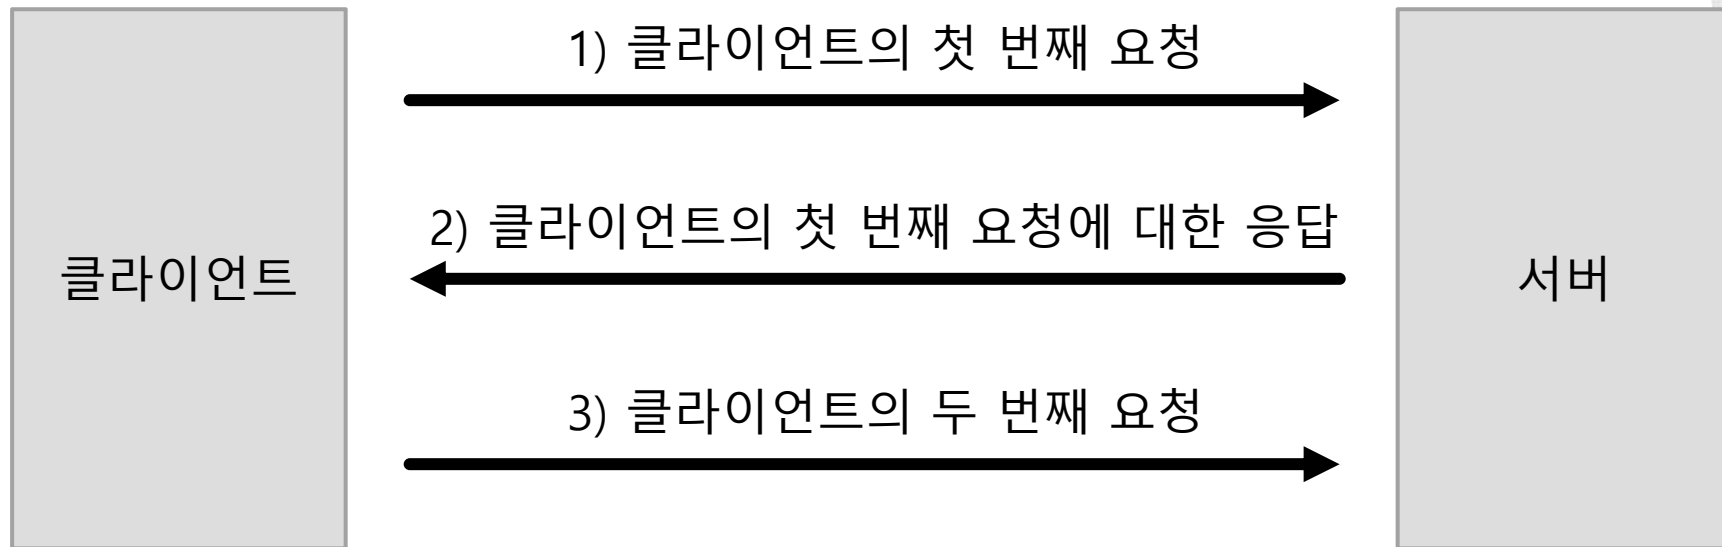 1) 클라이언트의 첫 번째 요청
2) 클라이언트의 첫 번째 요청에 대한 응답
클라이언트
서버
3) 클라이언트의 두 번째 요청